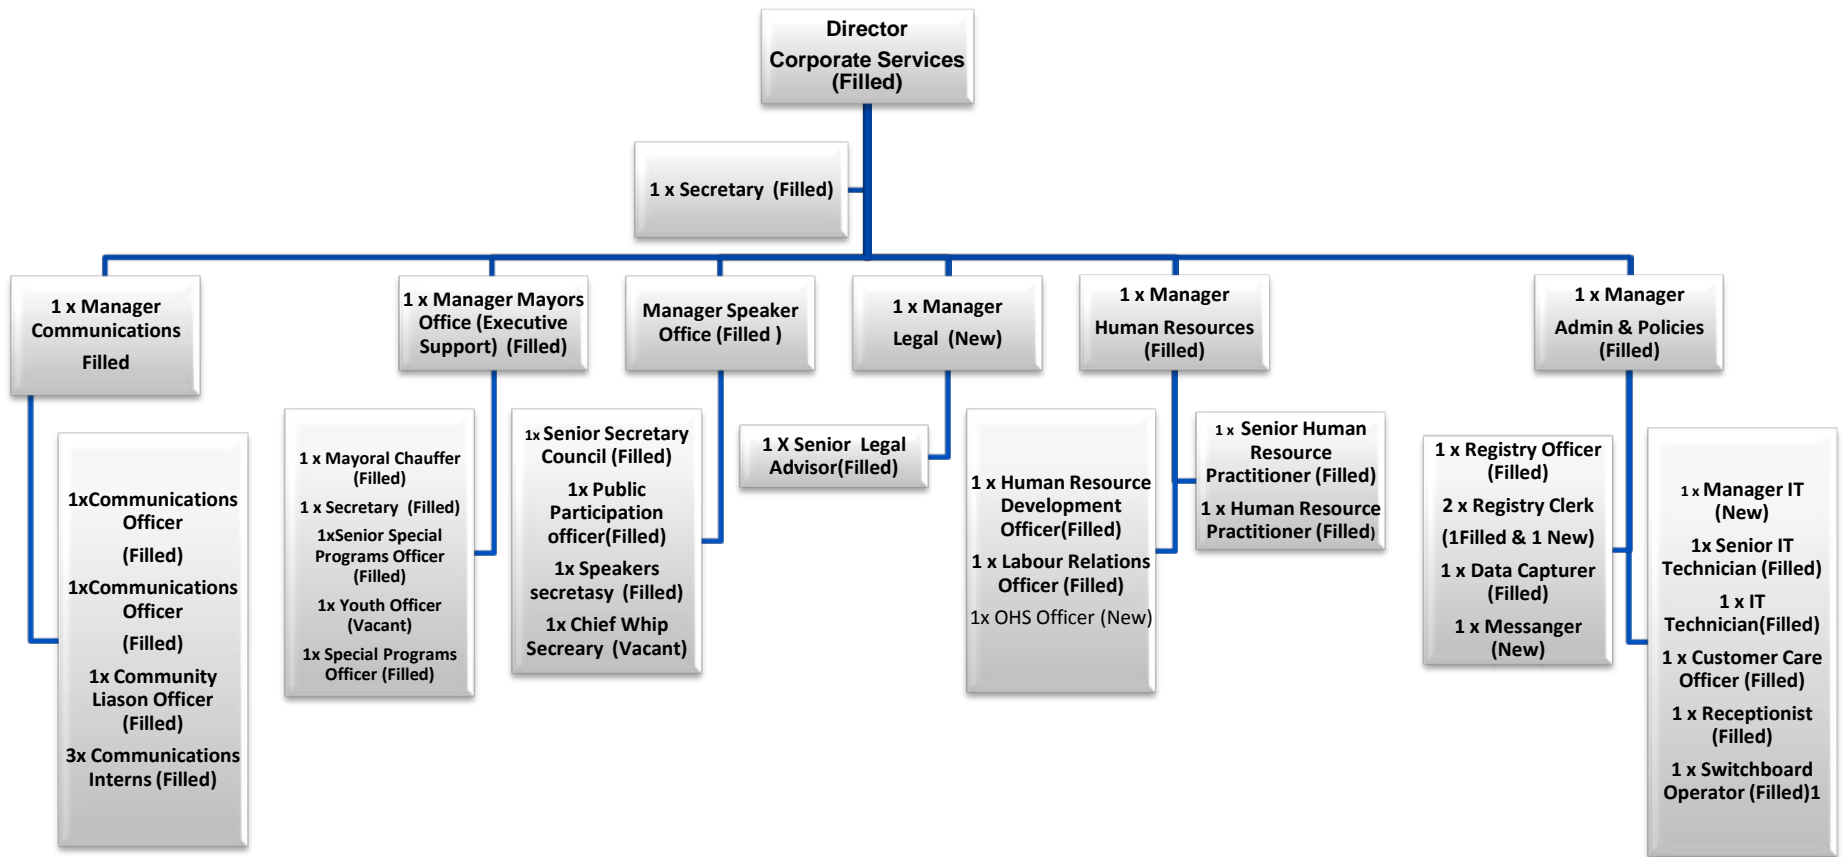 Director
Corporate Services
(Filled)
1 x Secretary (Filled)
1 x Manager
Communications
Filled
1 x Manager Mayors
Office (Executive
Support) (Filled)
Manager Speaker
Office (Filled )
1 x Manager
Legal (New)
1 x Manager
Human Resources
(Filled)
1 x Manager
Admin & Policies
(Filled)
1xCommunications
Officer
(Filled)
1xCommunications
Officer
(Filled)
1x Community
Liason Officer
(Filled)
3x Communications
Interns (Filled)
1 x Mayoral Chauffer
(Filled)
1 x Secretary (Filled)
1xSenior Special
Programs Officer
(Filled)
1x Youth Officer
(Vacant)
1x Special Programs
Officer (Filled)
1x Senior Secretary
Council (Filled)
1x Public
Participation
officer(Filled)
1x Speakers
secretasy (Filled)
1x Chief Whip
Secreary (Vacant)
1 X Senior Legal
Advisor(Filled)
1 x Human Resource
Development
Officer(Filled)
1 x Labour Relations
Officer (Filled)
1x OHS Officer (New)
1 x Senior Human
Resource
Practitioner (Filled)
1 x Human Resource
Practitioner (Filled)
1 x Registry Officer
(Filled)
2 x Registry Clerk
(1Filled & 1 New)
1 x Data Capturer
(Filled)
1 x Messanger
(New)
1 x Manager IT
(New)
1x Senior IT
Technician (Filled)
1 x IT
Technician(Filled)
1 x Customer Care
Officer (Filled)
1 x Receptionist
(Filled)
1 x Switchboard
Operator (Filled)1